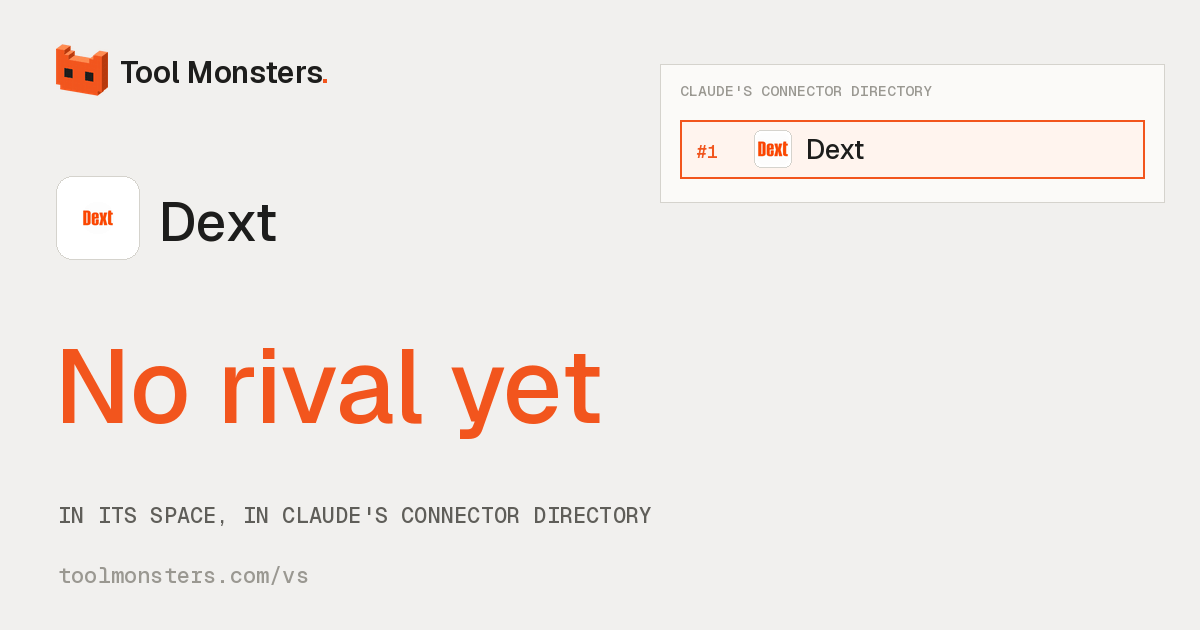 Tool Monsters.
CLAUDE'S CONNECTOR DIRECTORY
#1 Dext Dext
Dext Dext
No rival yet
IN ITS SPACE, IN CLAUDE'S CONNECTOR DIRECTORY
toolmonsters.com/vs